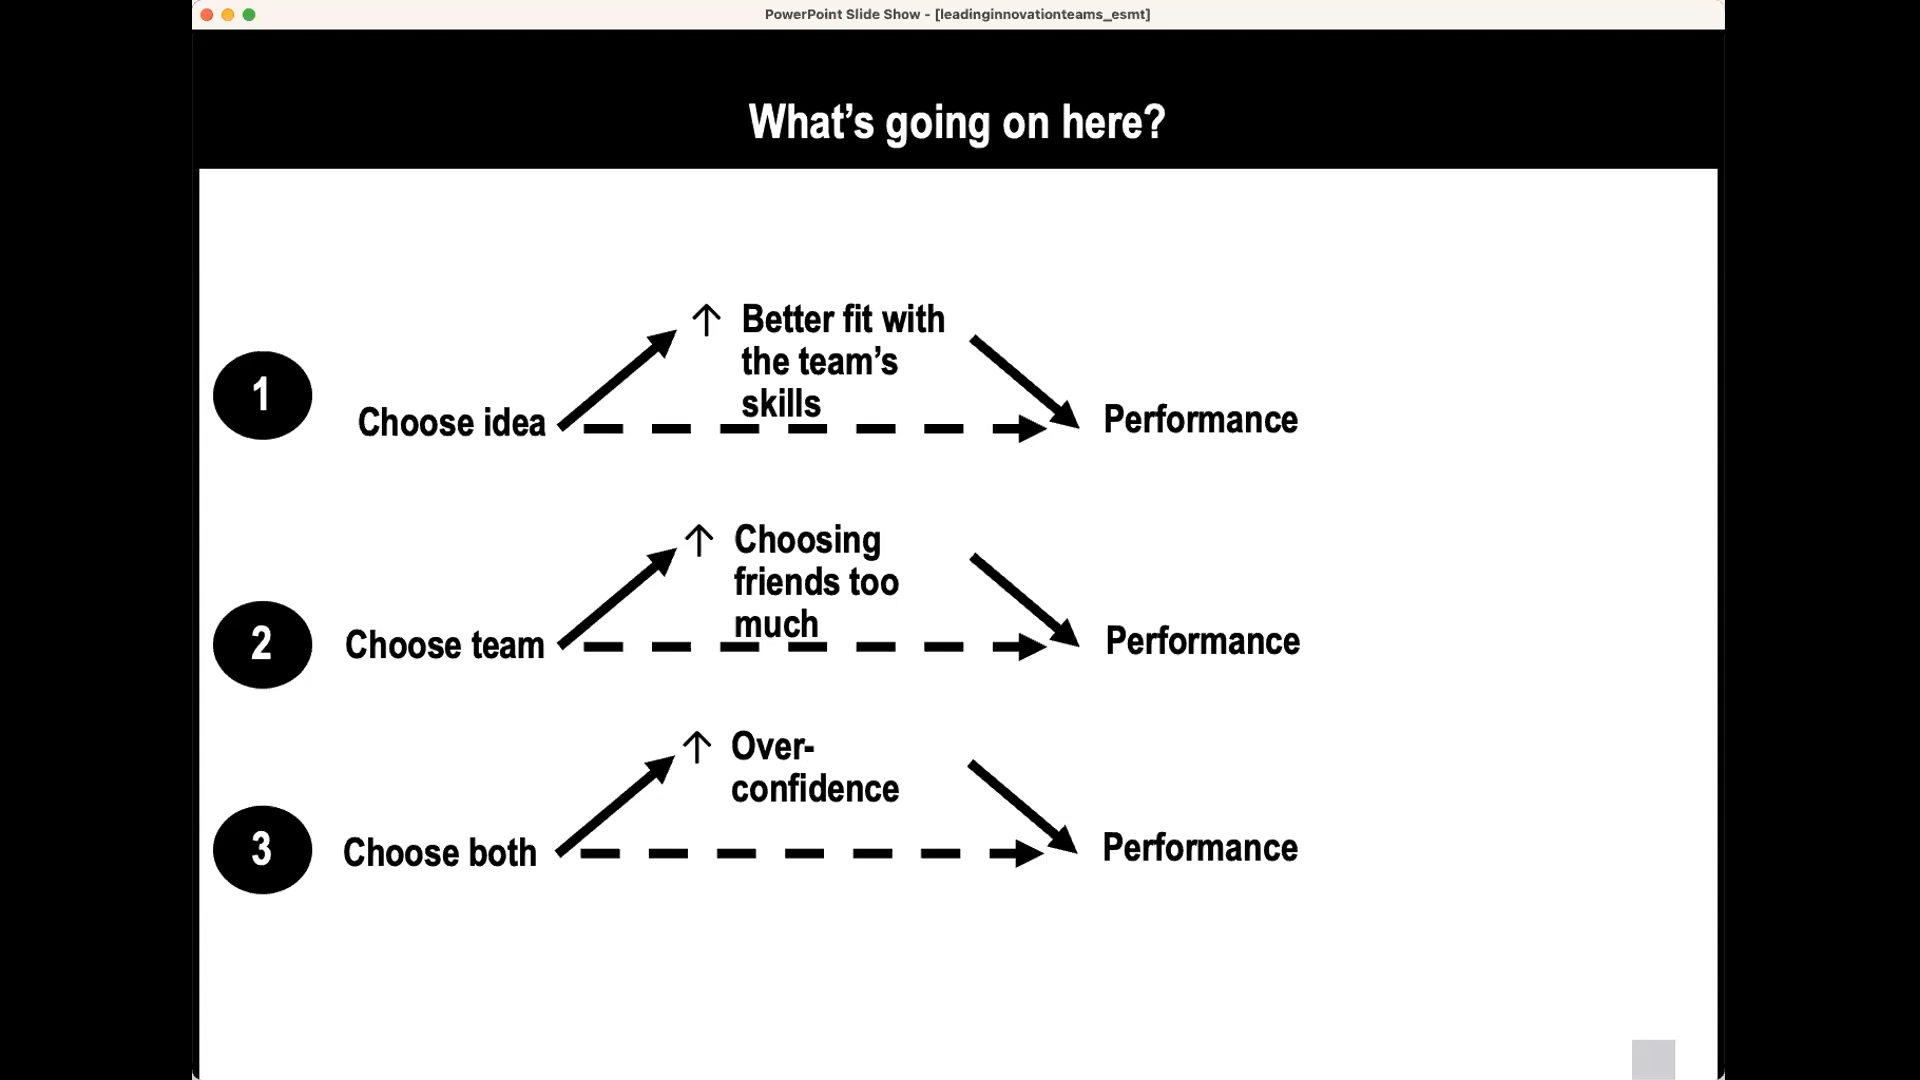 PowerPoint Slide Show - [leadinginnovationteams_esmt]
What’s going on here?
1
Choose idea
↑ Better fit with
the team’s
skills
Performance
2
Choose team
↑ Choosing
friends too
much
Performance
3
Choose both
↑ Over-
confidence
Performance